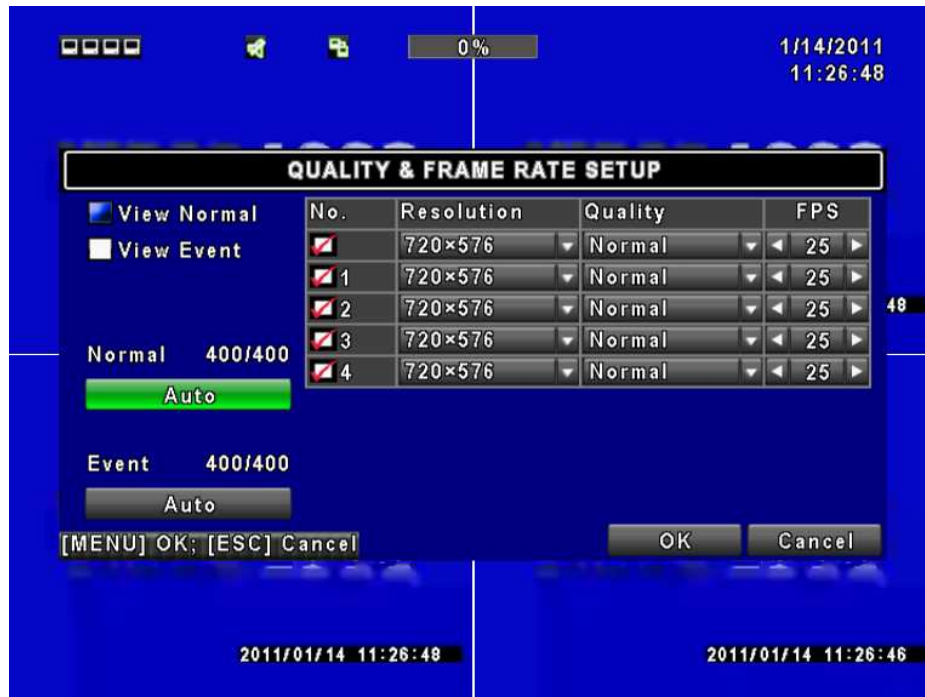 0%
1/14/2011
11:26:48
QUALITY & FRAME RATE SETUP
View Normal
View Event
No. Resolution Quality FPS
720×576 Normal 25
1 720×576 Normal 25
2 720×576 Normal 25
3 720×576 Normal 25
4 720×576 Normal 25
48
Normal 400/400
Auto
Event 400/400
Auto
[MENU] OK; [ESC] Cancel
OK Cancel
2011/01/14 11:26:48
2011/01/14 11:26:46